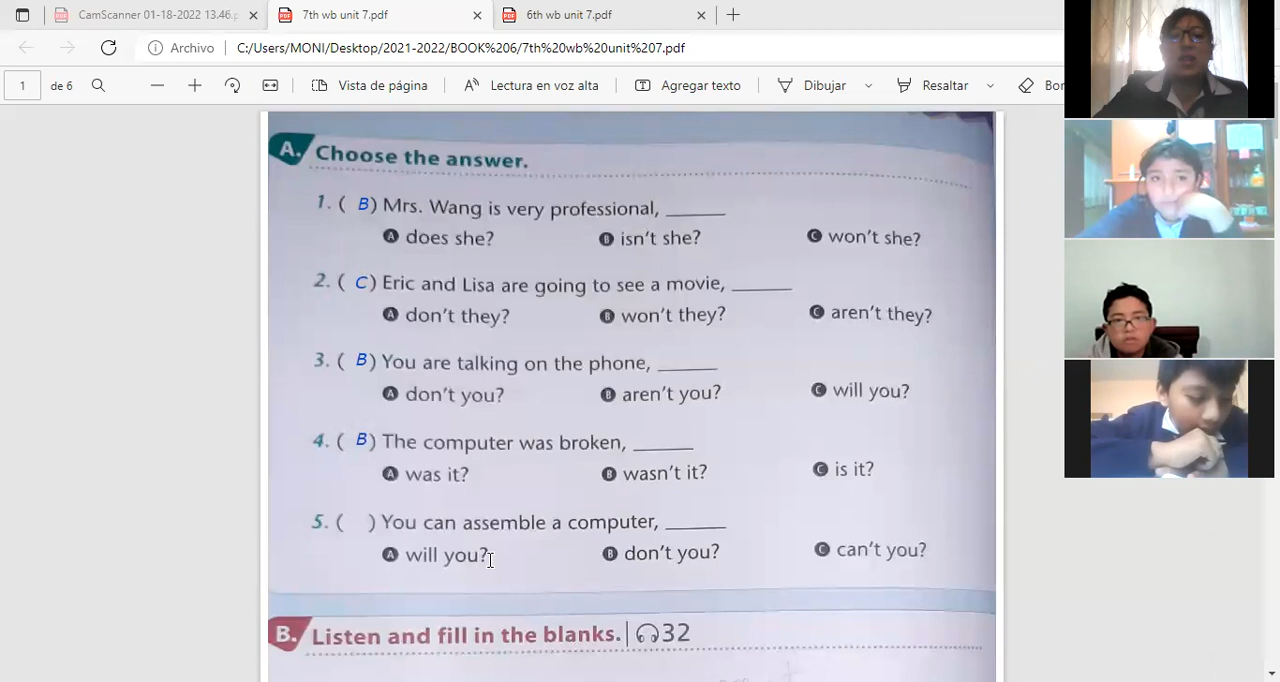 CamScanner 01-18-2022 13.46.p
7th wb unit 7.pdf
6th wb unit 7.pdf
Archivo
C:/Users/MONI/Desktop/2021-2022/BOOK%206/7th%20wb%20unit%207.pdf
1 de 6
Vista de página
Lectura en voz alta
Agregar texto
Dibujar
Resaltar
Bor
A. Choose the answer.
1. ( B ) Mrs. Wang is very professional, _____
A does she? B isn't she? C won't she?
2. ( C ) Eric and Lisa are going to see a movie, _____
A don't they? B won't they? C aren't they?
3. ( B ) You are talking on the phone, _____
A don't you? B aren't you? C will you?
4. ( B ) The computer was broken, _____
A was it? B wasn't it? C is it?
5. ( ) You can assemble a computer, _____
A will you? B don't you? C can't you?
B. Listen and fill in the blanks. 32